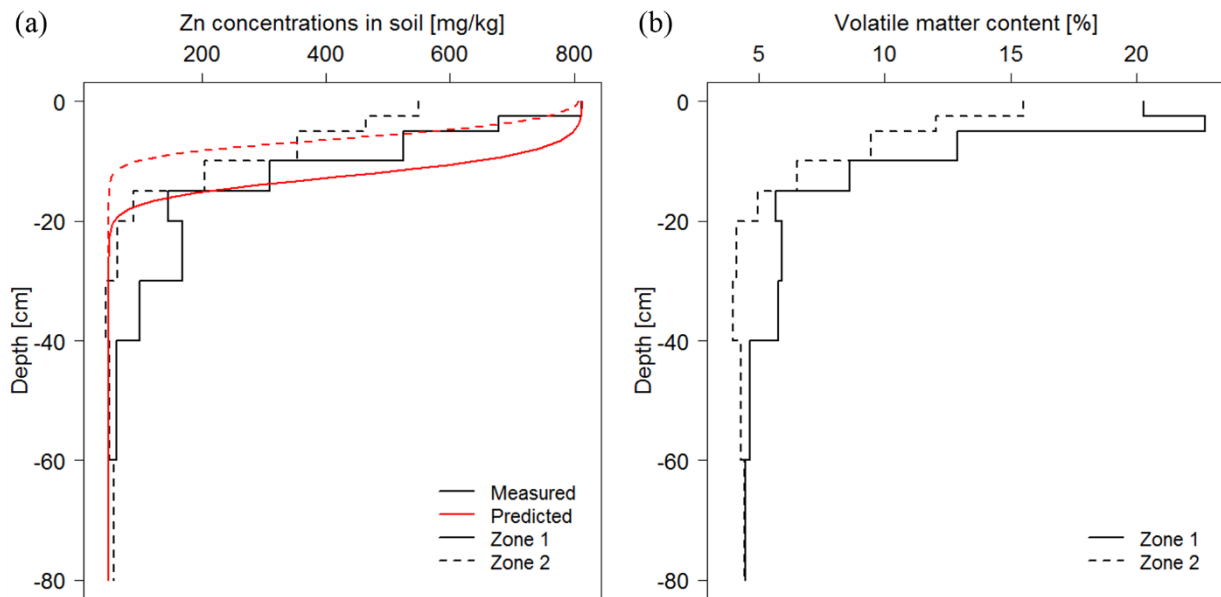 (a)
Zn concentrations in soil [mg/kg]
200 400 600 800
0
-20
-40
-60
-80
Depth [cm]
Measured
Predicted
Zone 1
Zone 2
(b)
Volatile matter content [%]
5 10 15 20
0
-20
-40
-60
-80
Depth [cm]
Zone 1
Zone 2